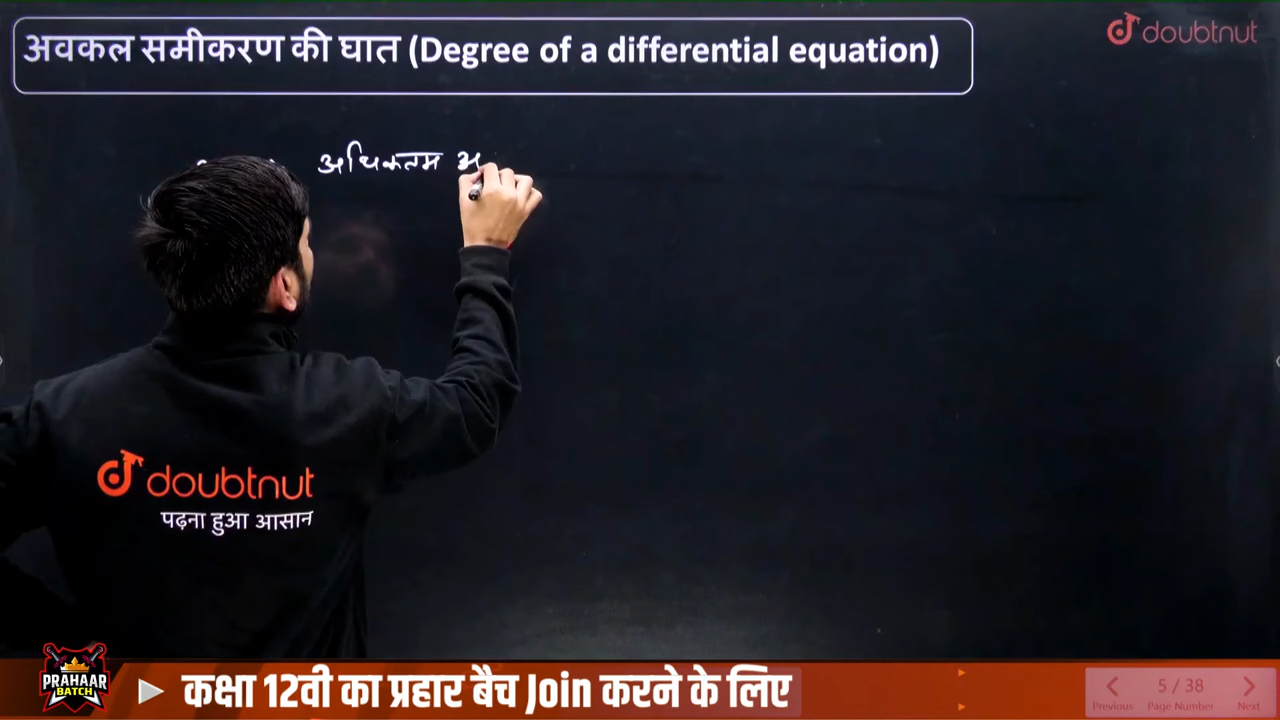 अवकल समीकरण की घात (Degree of a differential equation)
doubtnut
अधिकतम
doubtnut
पढ़ना हुआ आसान
PRAHAAR
BATCH
कक्षा 12वी का प्रहार बैच Join करने के लिए
5 / 38
Previous Page Number Next